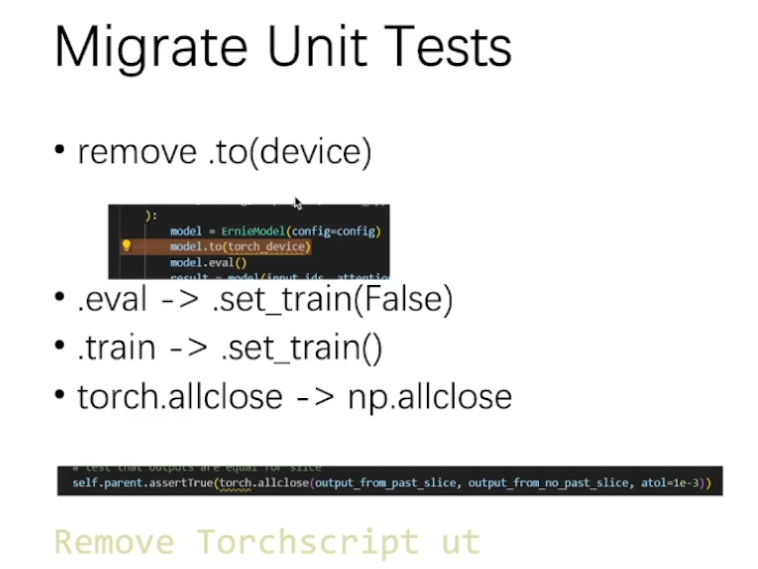 Migrate Unit Tests
• remove .to(device)
):
model = ErnieModel(config=config)
model.to(torch_device)
model.eval()
result = model(input_ids, attention
• .eval -> .set_train(False)
• .train -> .set_train()
• torch.allclose -> np.allclose
# test that outputs are equal for slice
self.parent.assertTrue(torch.allclose(output_from_past_slice, output_from_no_past_slice, atol=1e-3))
Remove Torchscript ut